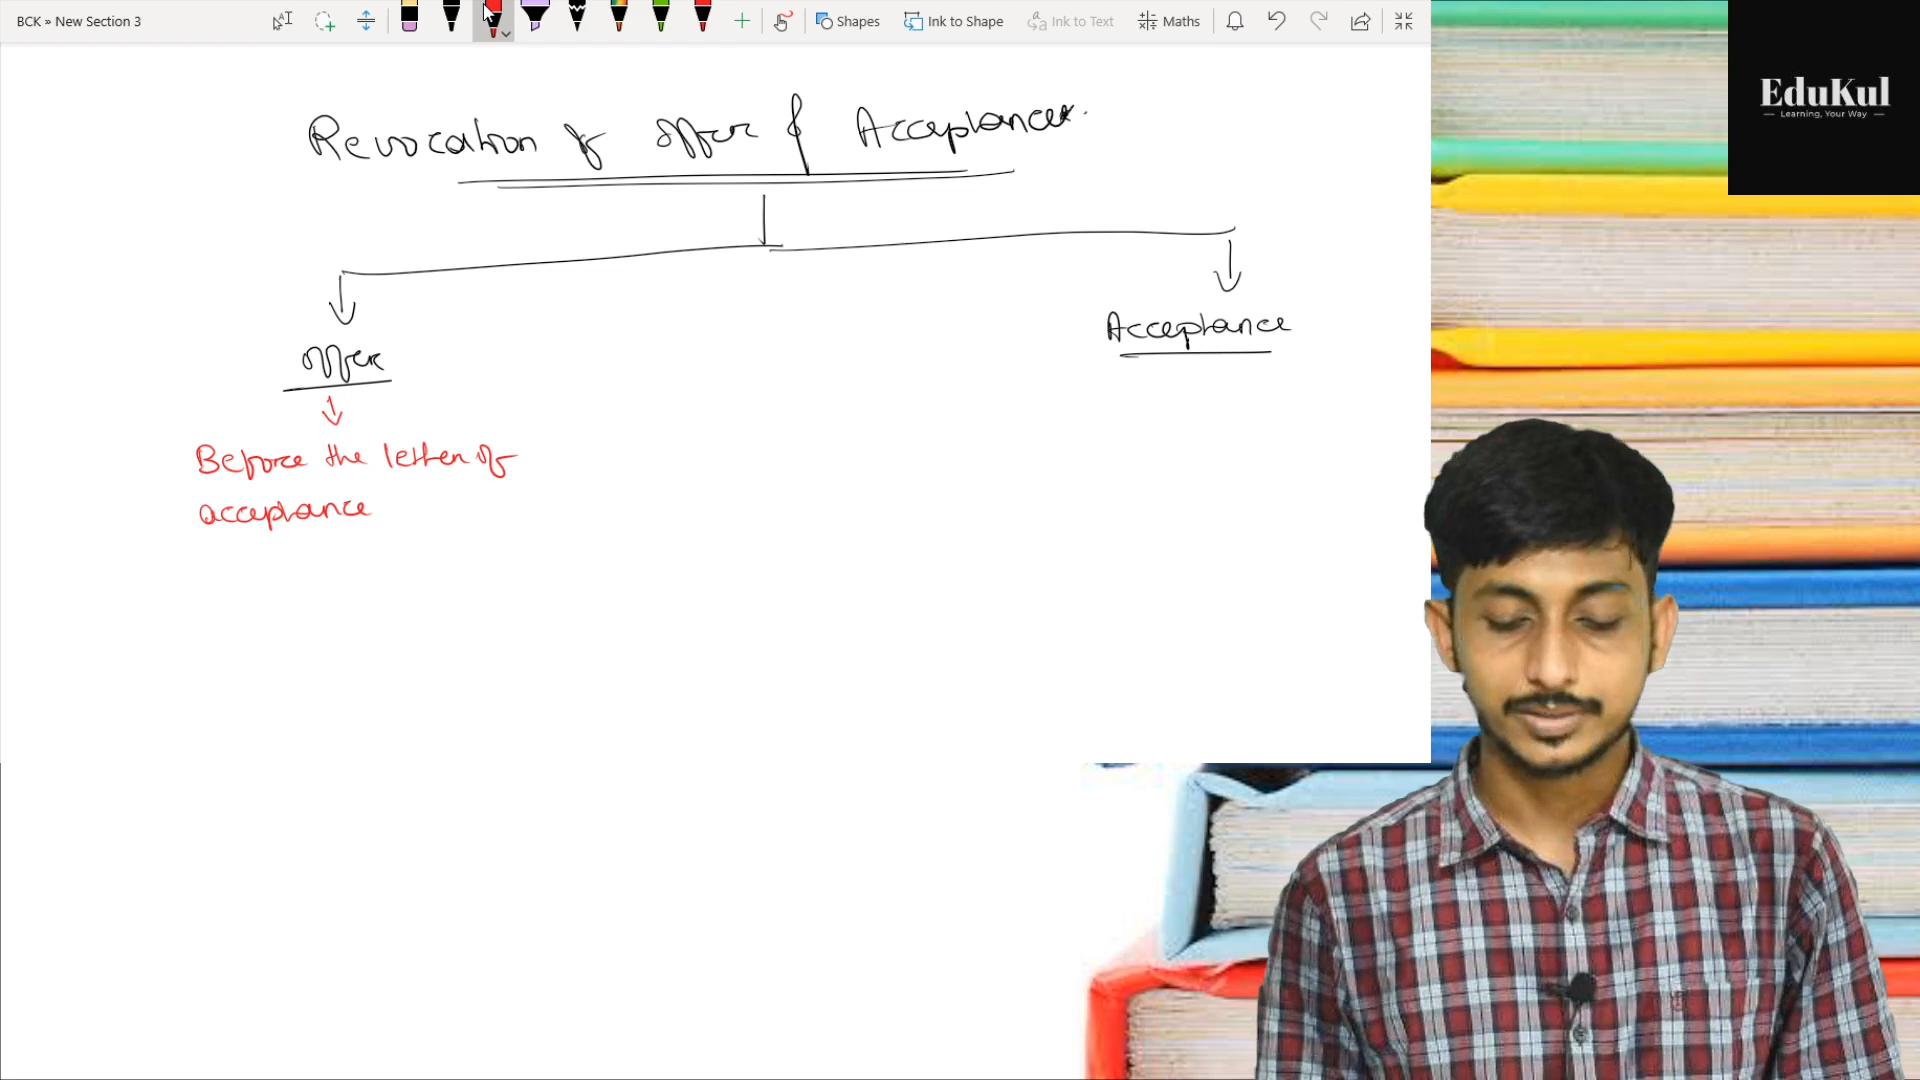 BCK » New Section 3
Shapes
Ink to Shape
Ink to Text
Maths
EduKul
Learning, Your Way
Revocation of offer & Acceptance.
offer
Acceptance
Before the letter of
acceptance